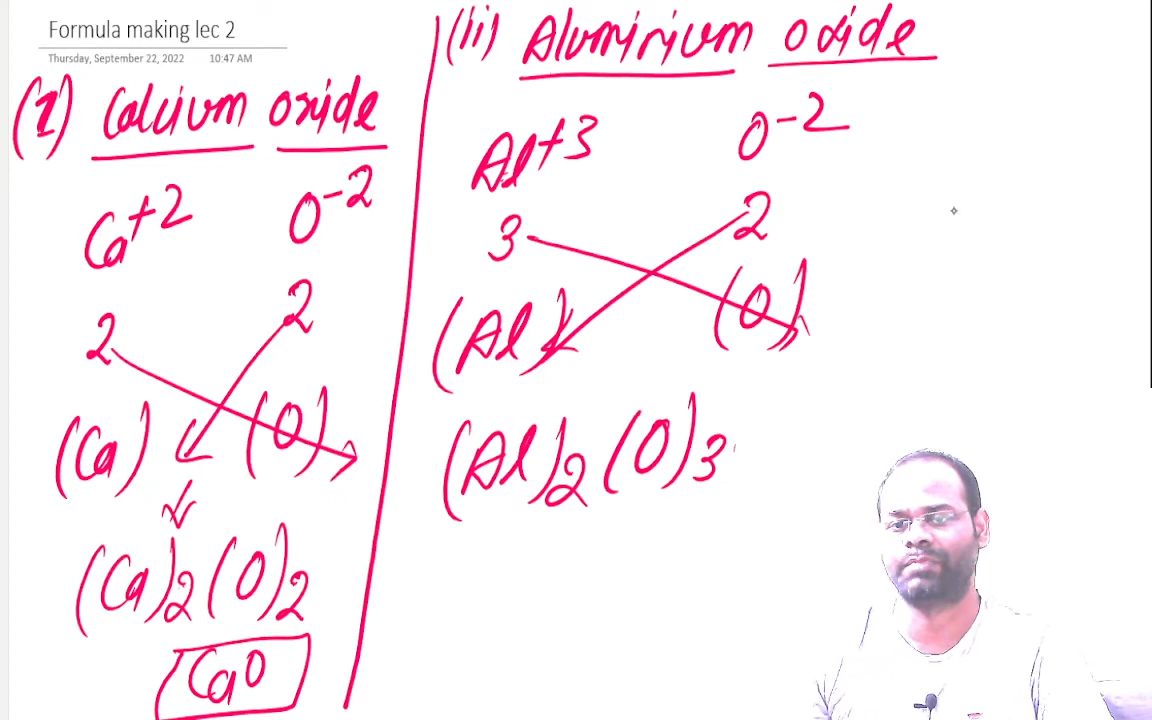 Formula making lec 2
Thursday, September 22, 2022 10:47 AM
(1) Calcium oxide
Ca+2 O-2
2 2
(Ca) (O)
(Ca)2 (O)2
CaO
(ii) Aluminium oxide
Al+3 O-2
3 2
(Al) (O)
(Al)2 (O)3